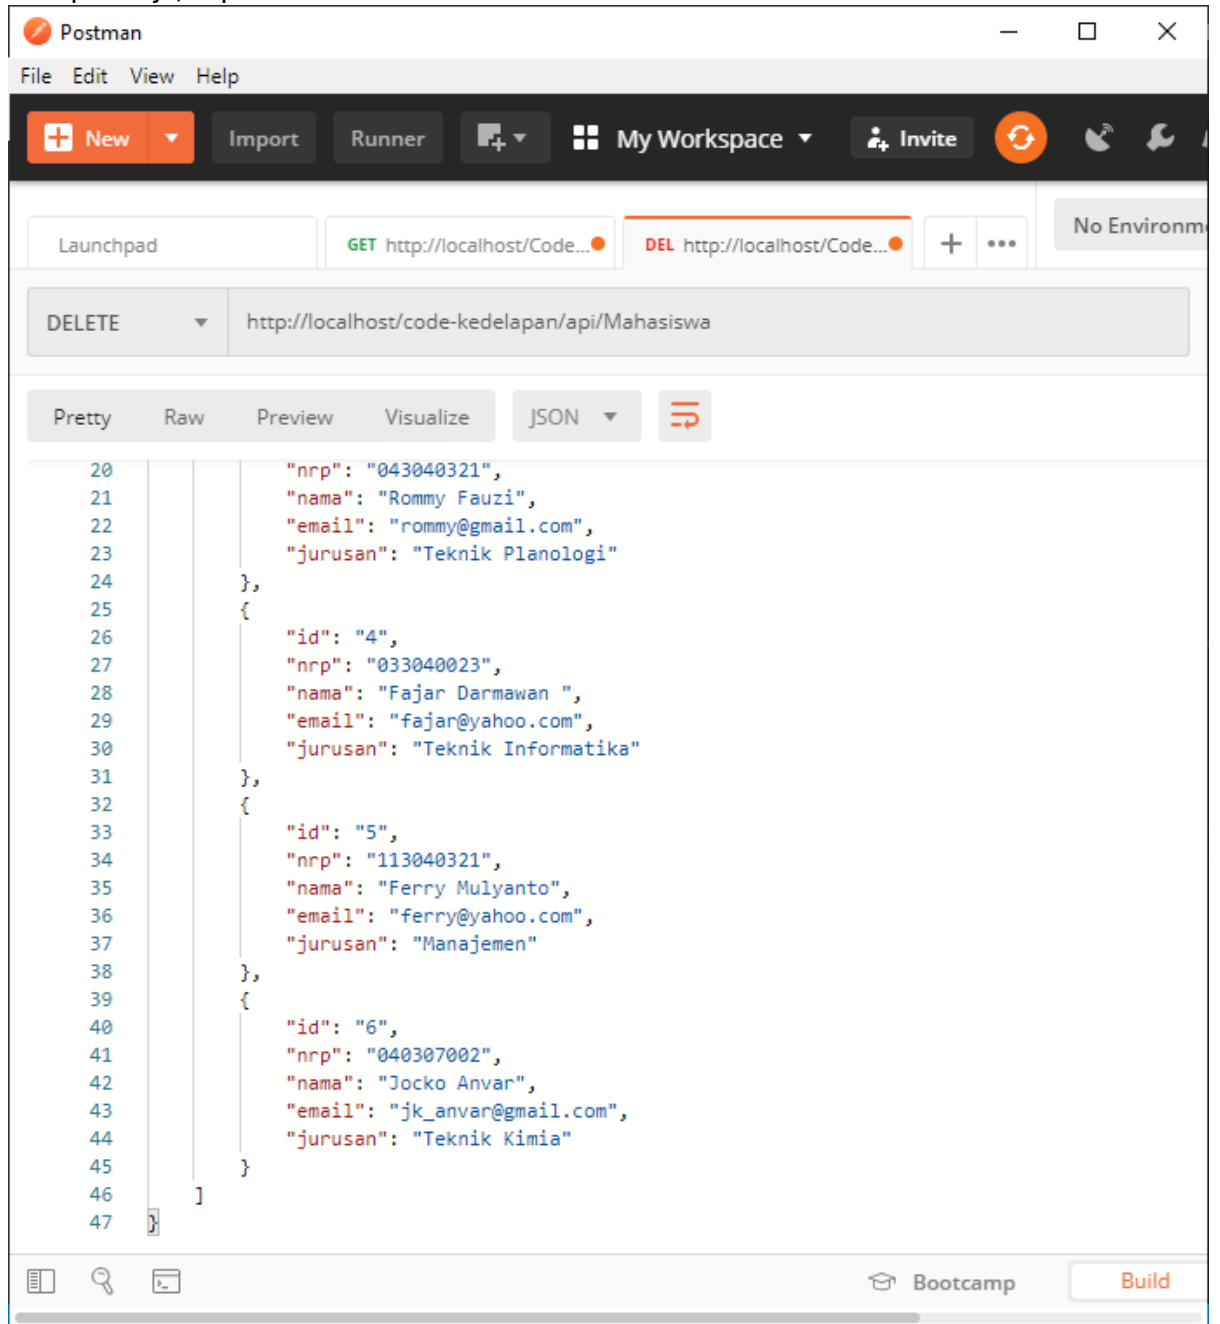 Postman
File Edit View Help
New Import Runner My Workspace Invite
Launchpad GET http://localhost/Code... DEL http://localhost/Code... No Environm
DELETE http://localhost/code-kedelapan/api/Mahasiswa
Pretty Raw Preview Visualize JSON
20 "nrp": "043040321",
21 "nama": "Rommy Fauzi",
22 "email": "rommy@gmail.com",
23 "jurusan": "Teknik Planologi"
24 },
25 {
26 "id": "4",
27 "nrp": "033040023",
28 "nama": "Fajar Darmawan ",
29 "email": "fajar@yahoo.com",
30 "jurusan": "Teknik Informatika"
31 },
32 {
33 "id": "5",
34 "nrp": "113040321",
35 "nama": "Ferry Mulyanto",
36 "email": "ferry@yahoo.com",
37 "jurusan": "Manajemen"
38 },
39 {
40 "id": "6",
41 "nrp": "040307002",
42 "nama": "Jocko Anvar",
43 "email": "jk_anvar@gmail.com",
44 "jurusan": "Teknik Kimia"
45 }
46 ]
47 }
Bootcamp Build